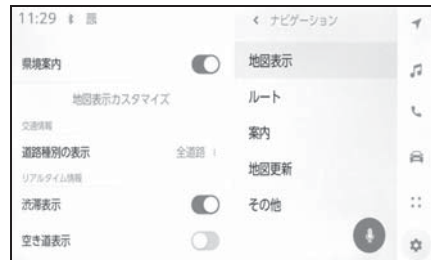 11:29
県境案内
地図表示カスタマイズ
交通情報
道路種別の表示 全道路
リアルタイム情報
渋滞表示
空き道表示
ナビゲーション
地図表示
ルート
案内
地図更新
その他